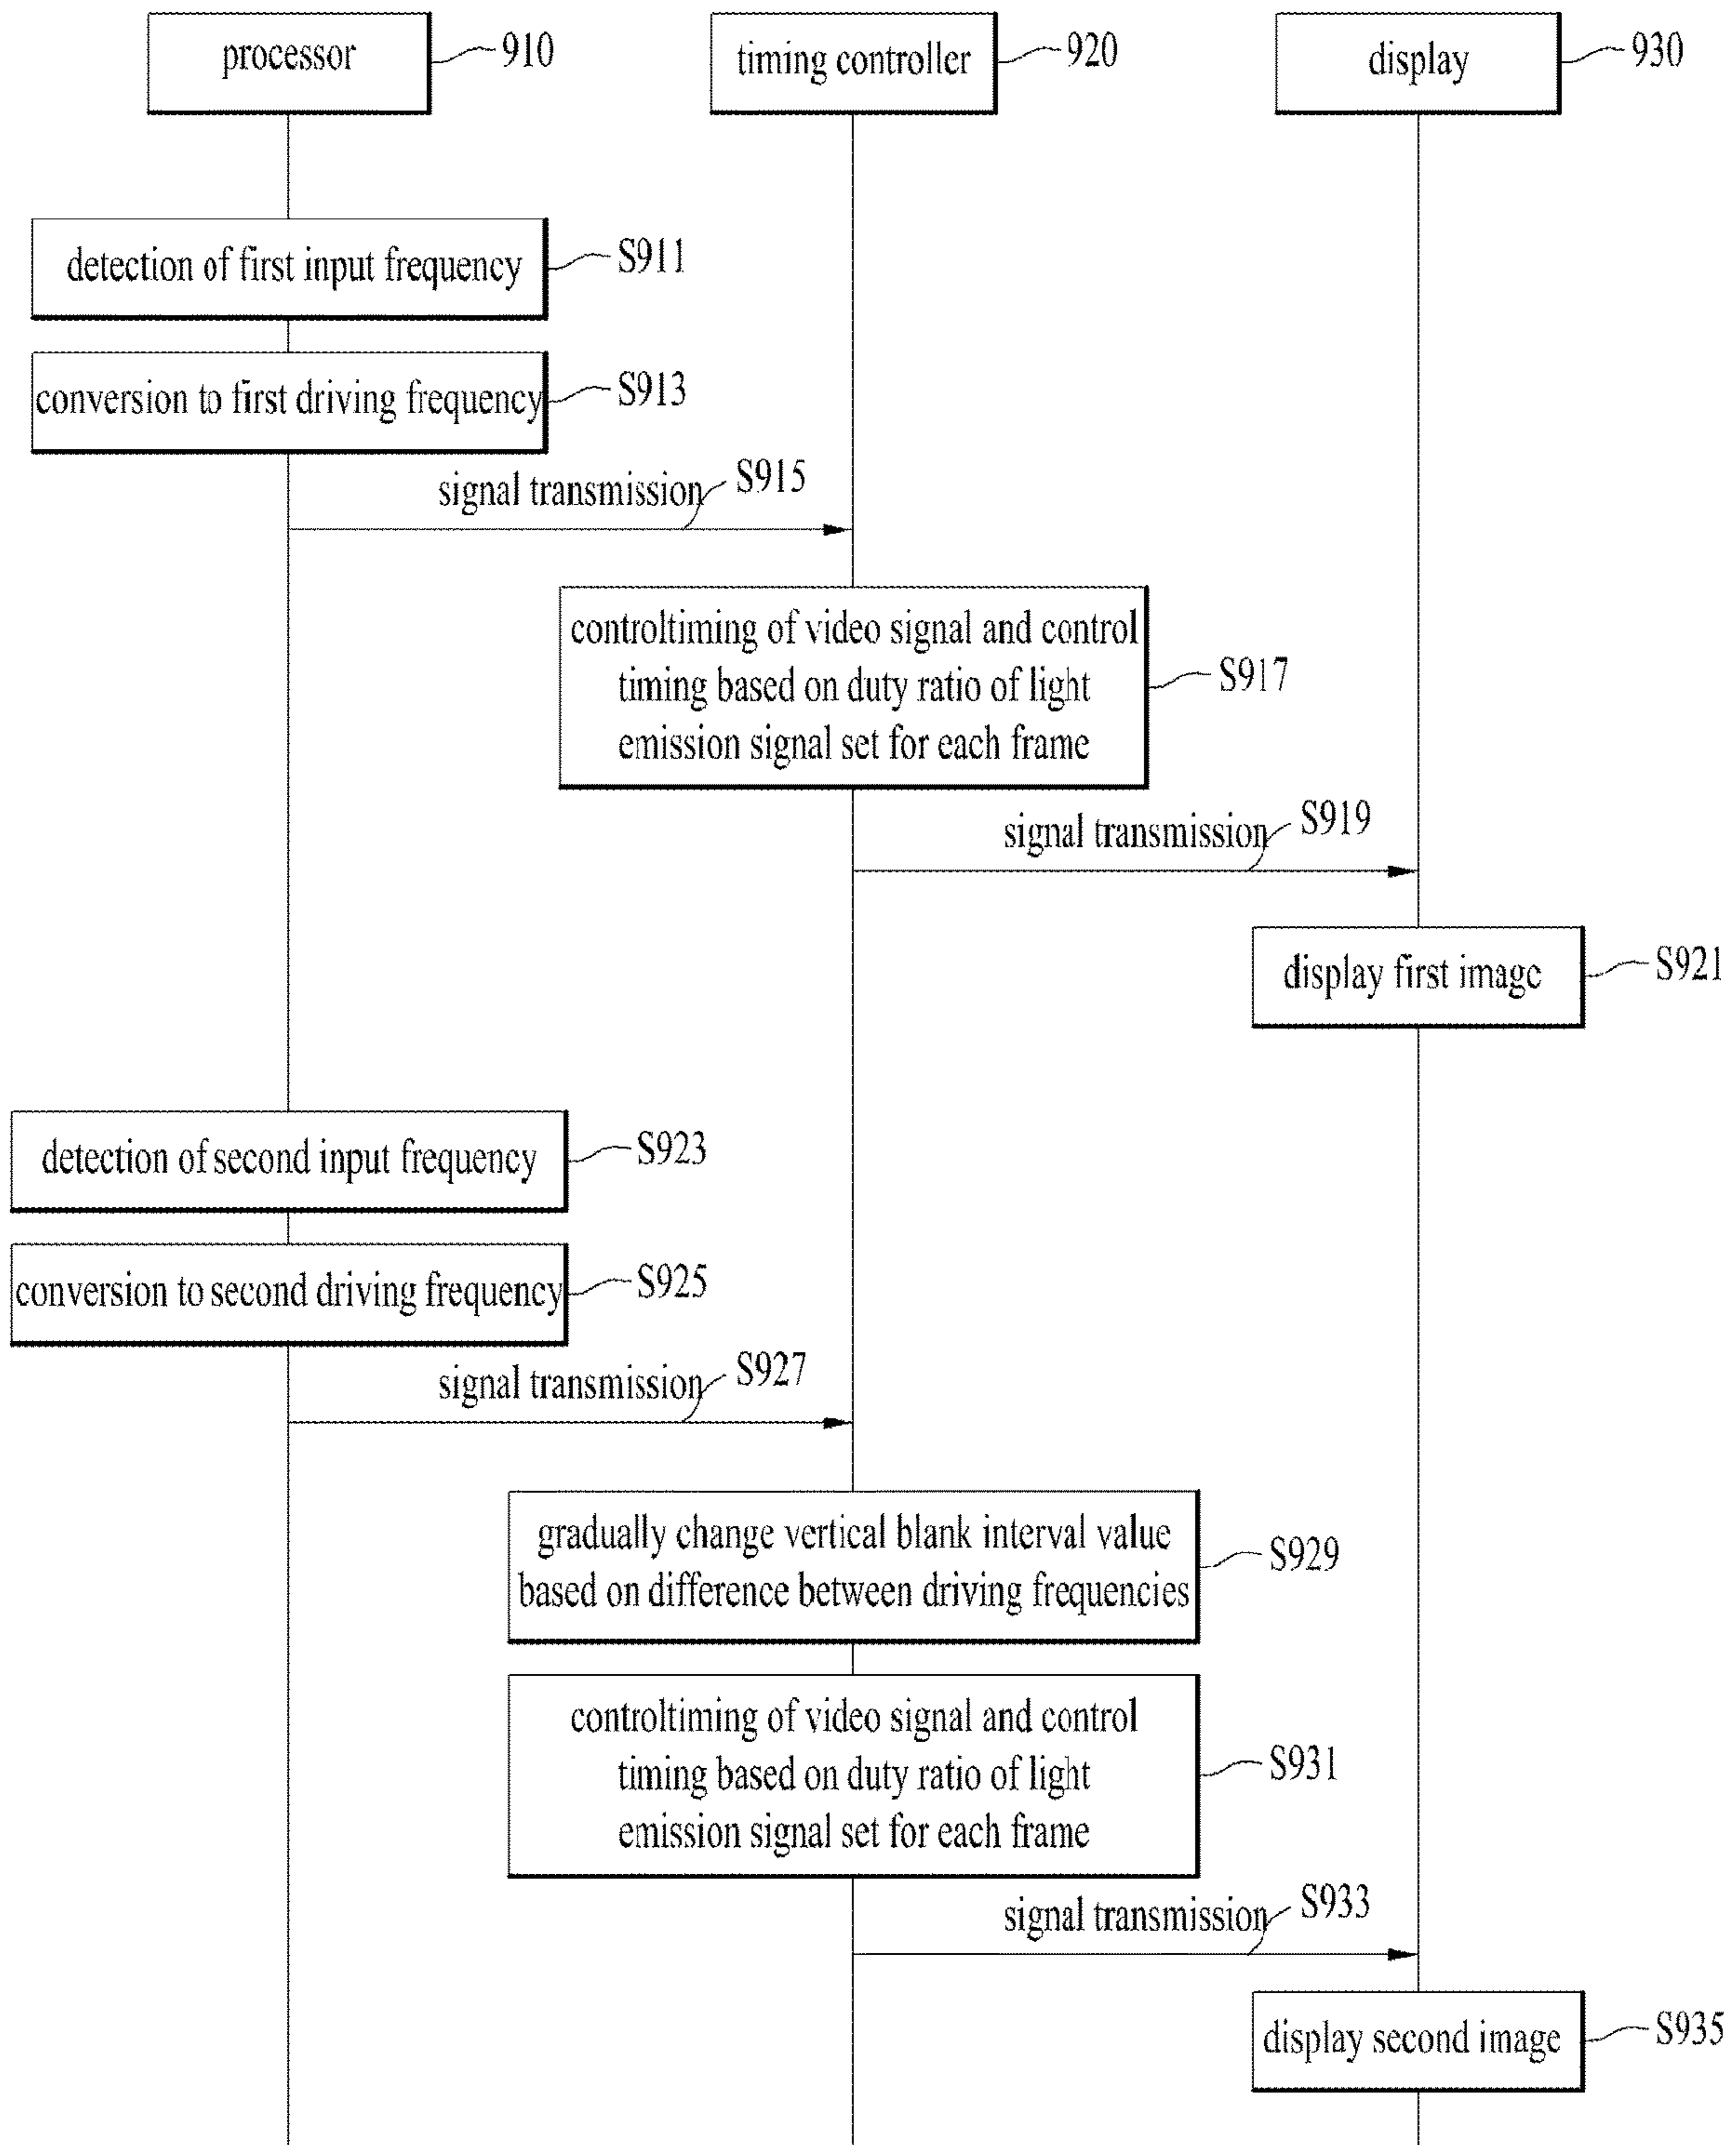 processor
910
timing controller
920
display
930
detection of first input frequency
S911
conversion to first driving frequency
S913
signal transmission
S915
controltiming of video signal and control
timing based on duty ratio of light
emission signal set for each frame
S917
signal transmission
S919
display first image
S921
detection of second input frequency
S923
conversion to second driving frequency
S925
signal transmission
S927
gradually change vertical blank interval value
based on difference between driving frequencies
S929
controltiming of video signal and control
timing based on duty ratio of light
emission signal set for each frame
S931
signal transmission
S933
display second image
S935